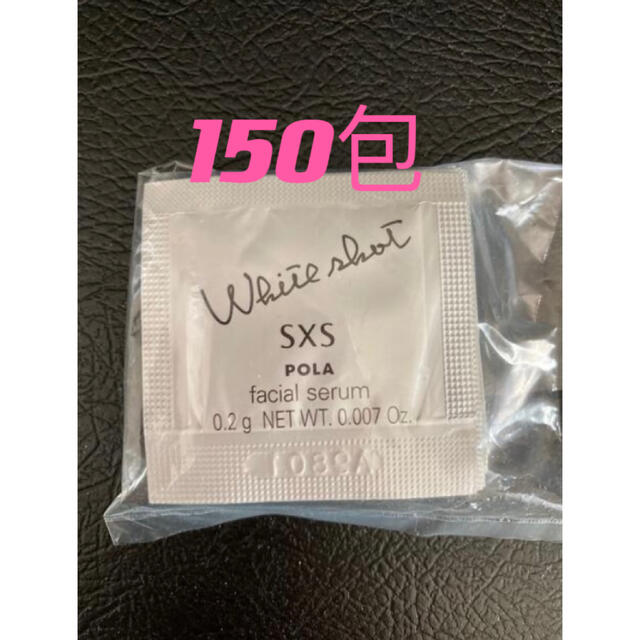 150包
White shot
SXS
POLA
facial serum
0.2 g NET WT. 0.007 Oz.